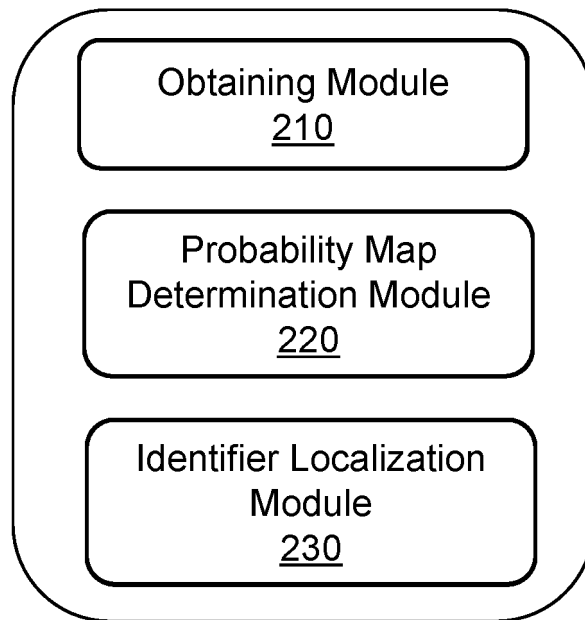 Obtaining Module
210
Probability Map
Determination Module
220
Identifier Localization
Module
230